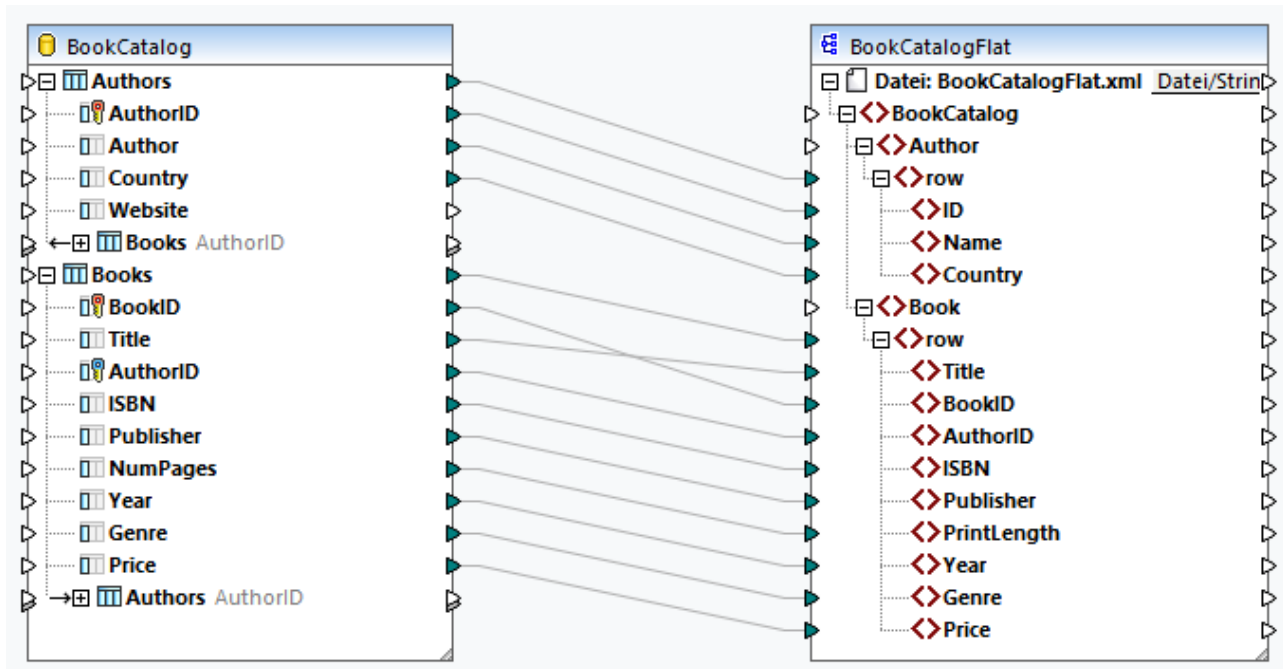 BookCatalog
Authors
AuthorID
Author
Country
Website
Books AuthorID
Books
BookID
Title
AuthorID
ISBN
Publisher
NumPages
Year
Genre
Price
Authors AuthorID
BookCatalogFlat
Datei: BookCatalogFlat.xml Datei/Strin
BookCatalog
Author
row
ID
Name
Country
Book
row
Title
BookID
AuthorID
ISBN
Publisher
PrintLength
Year
Genre
Price